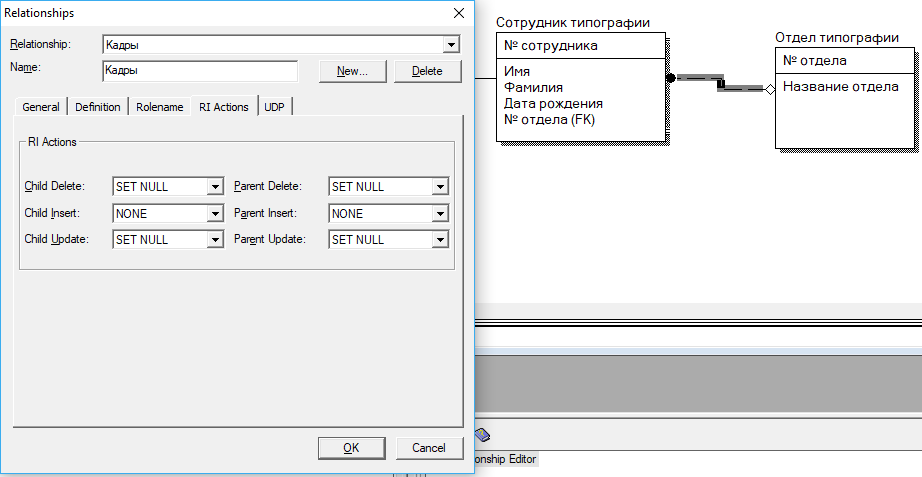 Relationships
Relationship: Кадры
Name: Кадры New... Delete
General Definition Rolename RI Actions UDP
RI Actions
Child Delete: SET NULL Parent Delete: SET NULL
Child Insert: NONE Parent Insert: NONE
Child Update: SET NULL Parent Update: SET NULL
OK Cancel
Сотрудник типографии
№ сотрудника
Имя
Фамилия
Дата рождения
№ отдела (FK)
Отдел типографии
№ отдела
Название отдела
onship Editor